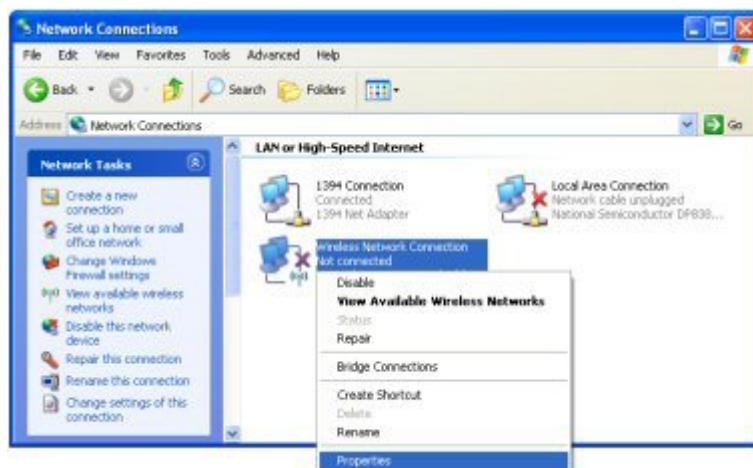 Network Connections
File Edit View Favorites Tools Advanced Help
Back Search Folders
Address Network Connections Go
Network Tasks
Create a new
connection
Set up a home or small
office network
Change Windows
Firewall settings
View available wireless
networks
Disable this network
device
Repair this connection
Rename this connection
Change settings of this
connection
LAN or High-Speed Internet
1394 Connection
Connected
1394 Net Adapter
Local Area Connection
Network cable unplugged
National Semiconductor DP838...
Wireless Network Connection
Not connected
Disable
View Available Wireless Networks
Status
Repair
Bridge Connections
Create Shortcut
Delete
Rename
Properties